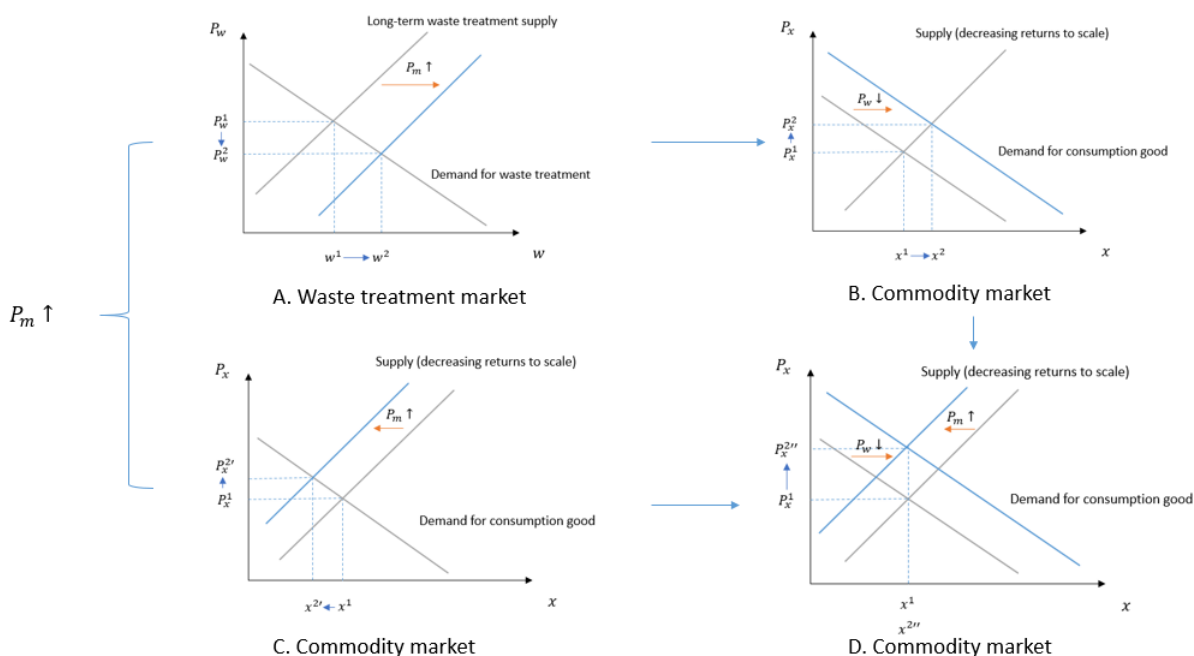 P_m ↑
P_w
Long-term waste treatment supply
P_m ↑
P_w^1
P_w^2
Demand for waste treatment
w^1 → w^2
w
A. Waste treatment market
P_x
Supply (decreasing returns to scale)
P_w ↓
P_x^2
P_x^1
Demand for consumption good
x^1 → x^2
x
B. Commodity market
P_x
Supply (decreasing returns to scale)
P_m ↑
P_x^2'
P_x^1
Demand for consumption good
x^2' ← x^1
x
C. Commodity market
P_x
Supply (decreasing returns to scale)
P_m ↑
P_w ↓
P_x^2''
P_x^1
Demand for consumption good
x^1
x^2''
x
D. Commodity market